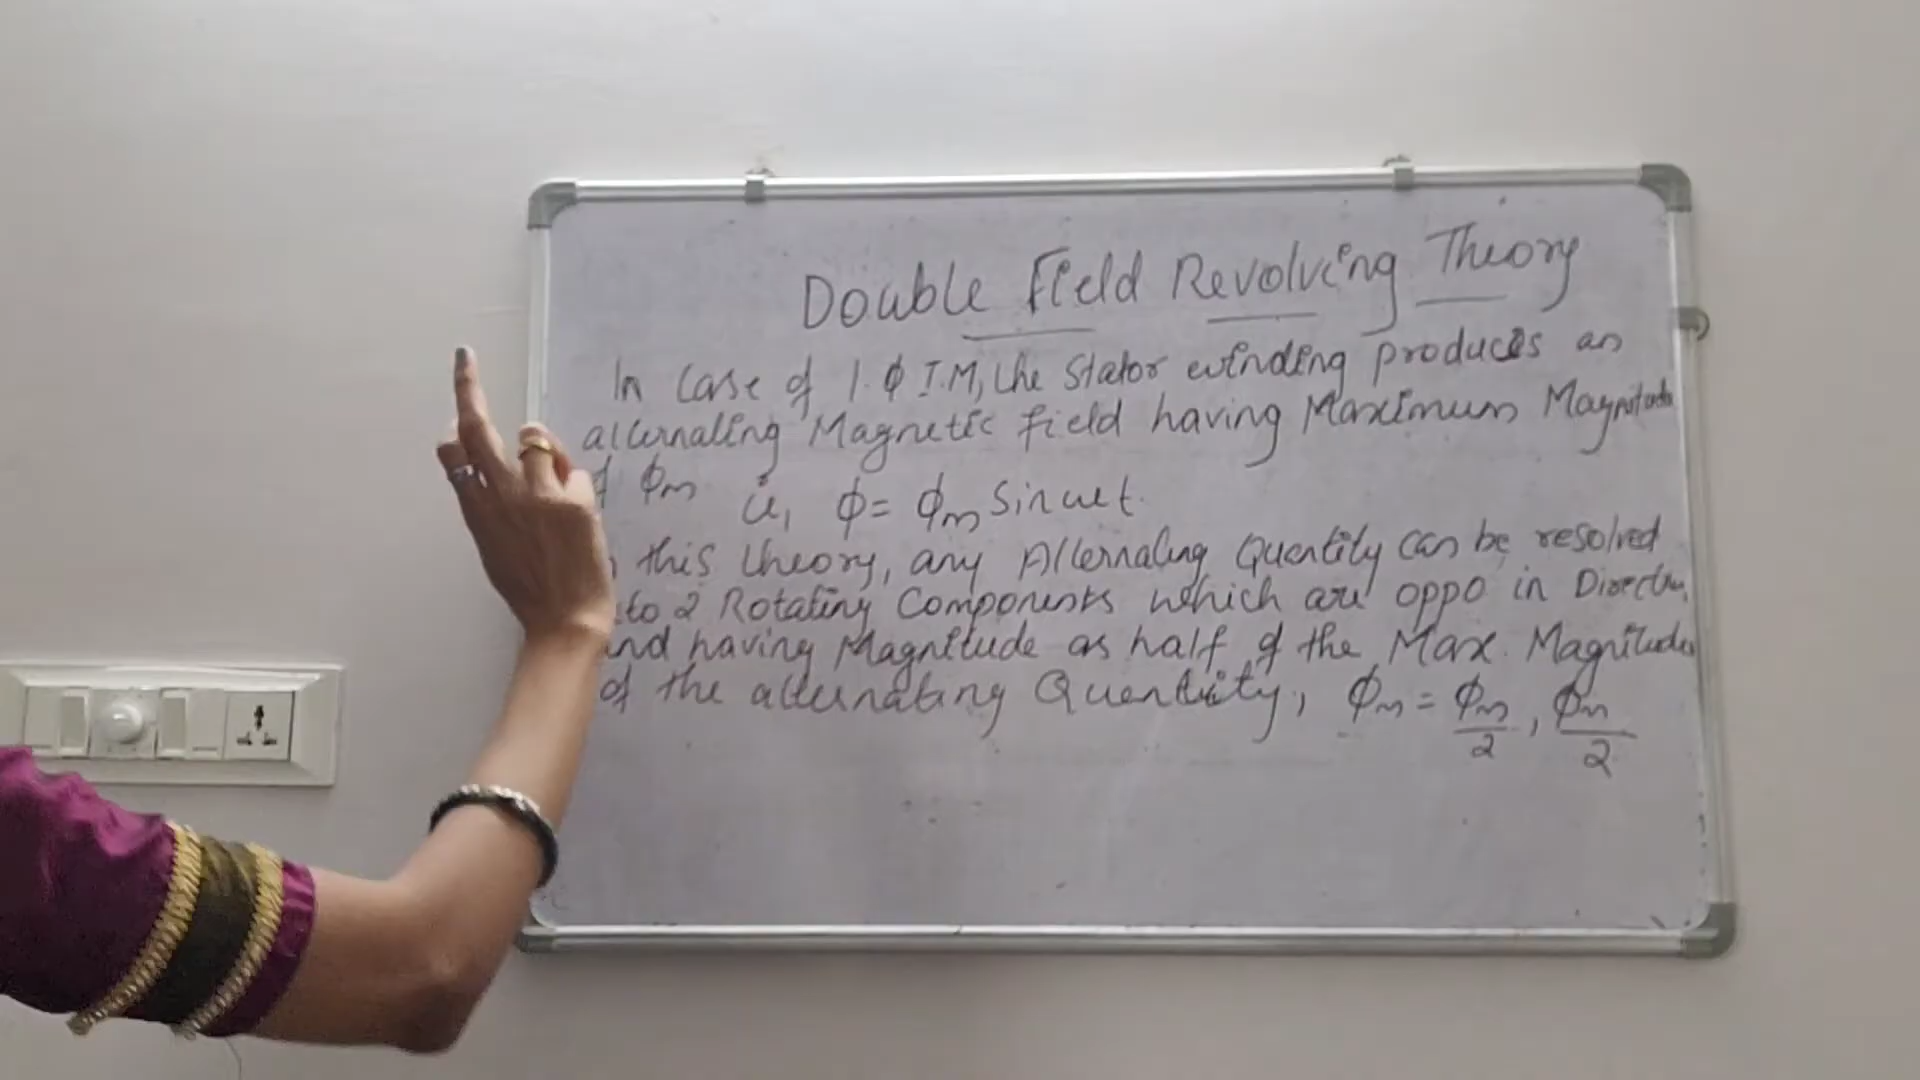 Double Field Revolving Theory
In Case of 1-ϕ I.M, the Stator winding produces an
alternating Magnetic field having Maximum Magnitude
ϕm ie, ϕ = ϕm Sin wt.
this theory, any Alternating Quantity can be resolved
to 2 Rotating Components which are oppo in Direction,
and having Magnitude as half of the Max. Magnitude
of the alternating Quantity, ϕm = ϕm/2, ϕm/2